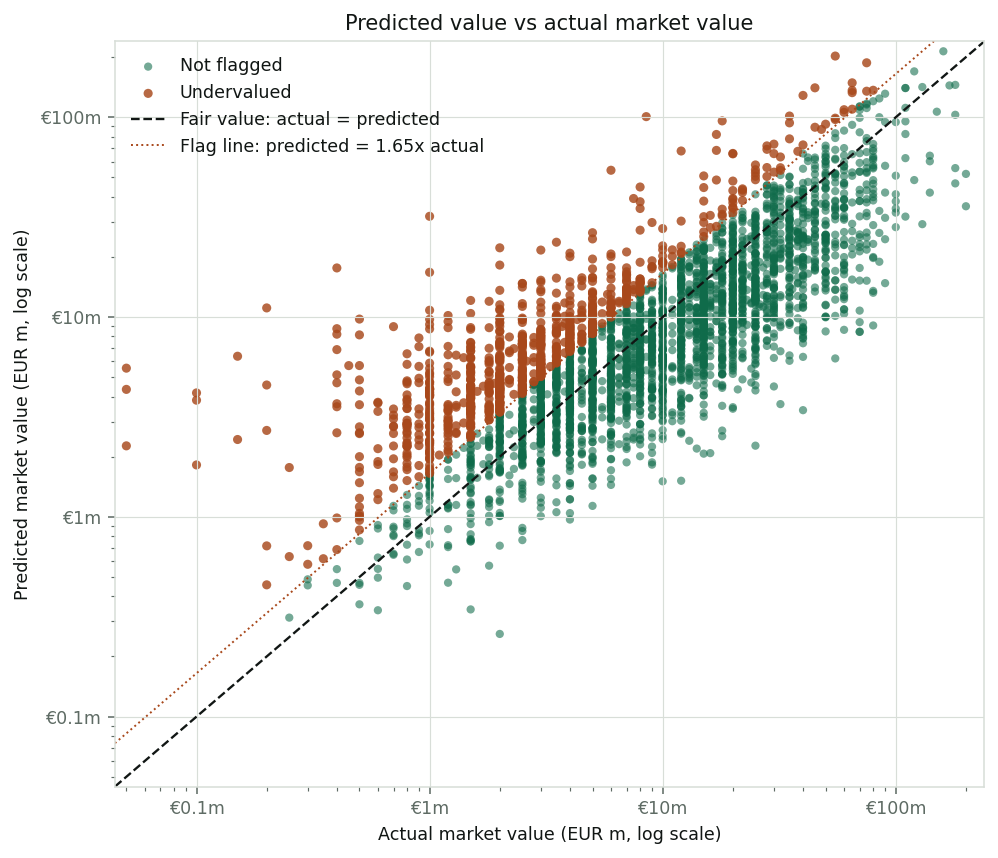 Predicted value vs actual market value
Not flagged
Undervalued
Fair value: actual = predicted
Flag line: predicted = 1.65x actual
Predicted market value (EUR m, log scale)
€100m
€10m
€1m
€0.1m
€0.1m
€1m
€10m
€100m
Actual market value (EUR m, log scale)